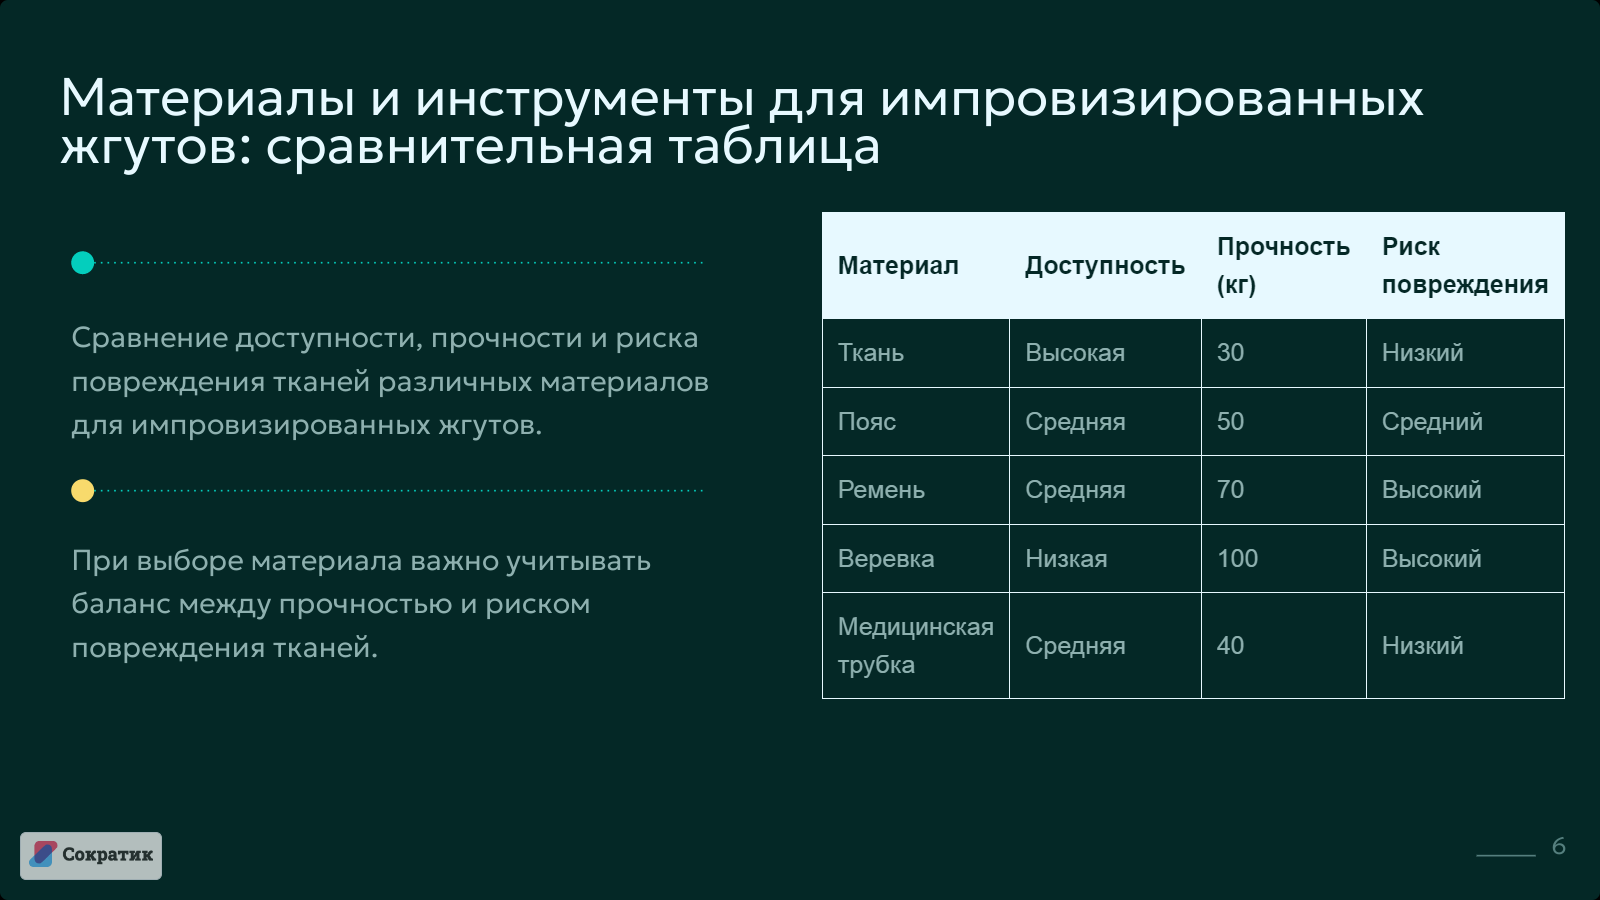 Материалы и инструменты для импровизированных
жгутов: сравнительная таблица
Сравнение доступности, прочности и риска
повреждения тканей различных материалов
для импровизированных жгутов.
При выборе материала важно учитывать
баланс между прочностью и риском
повреждения тканей.
Материал Доступность Прочность (кг) Риск повреждения
Ткань Высокая 30 Низкий
Пояс Средняя 50 Средний
Ремень Средняя 70 Высокий
Веревка Низкая 100 Высокий
Медицинская трубка Средняя 40 Низкий
Сократик
6